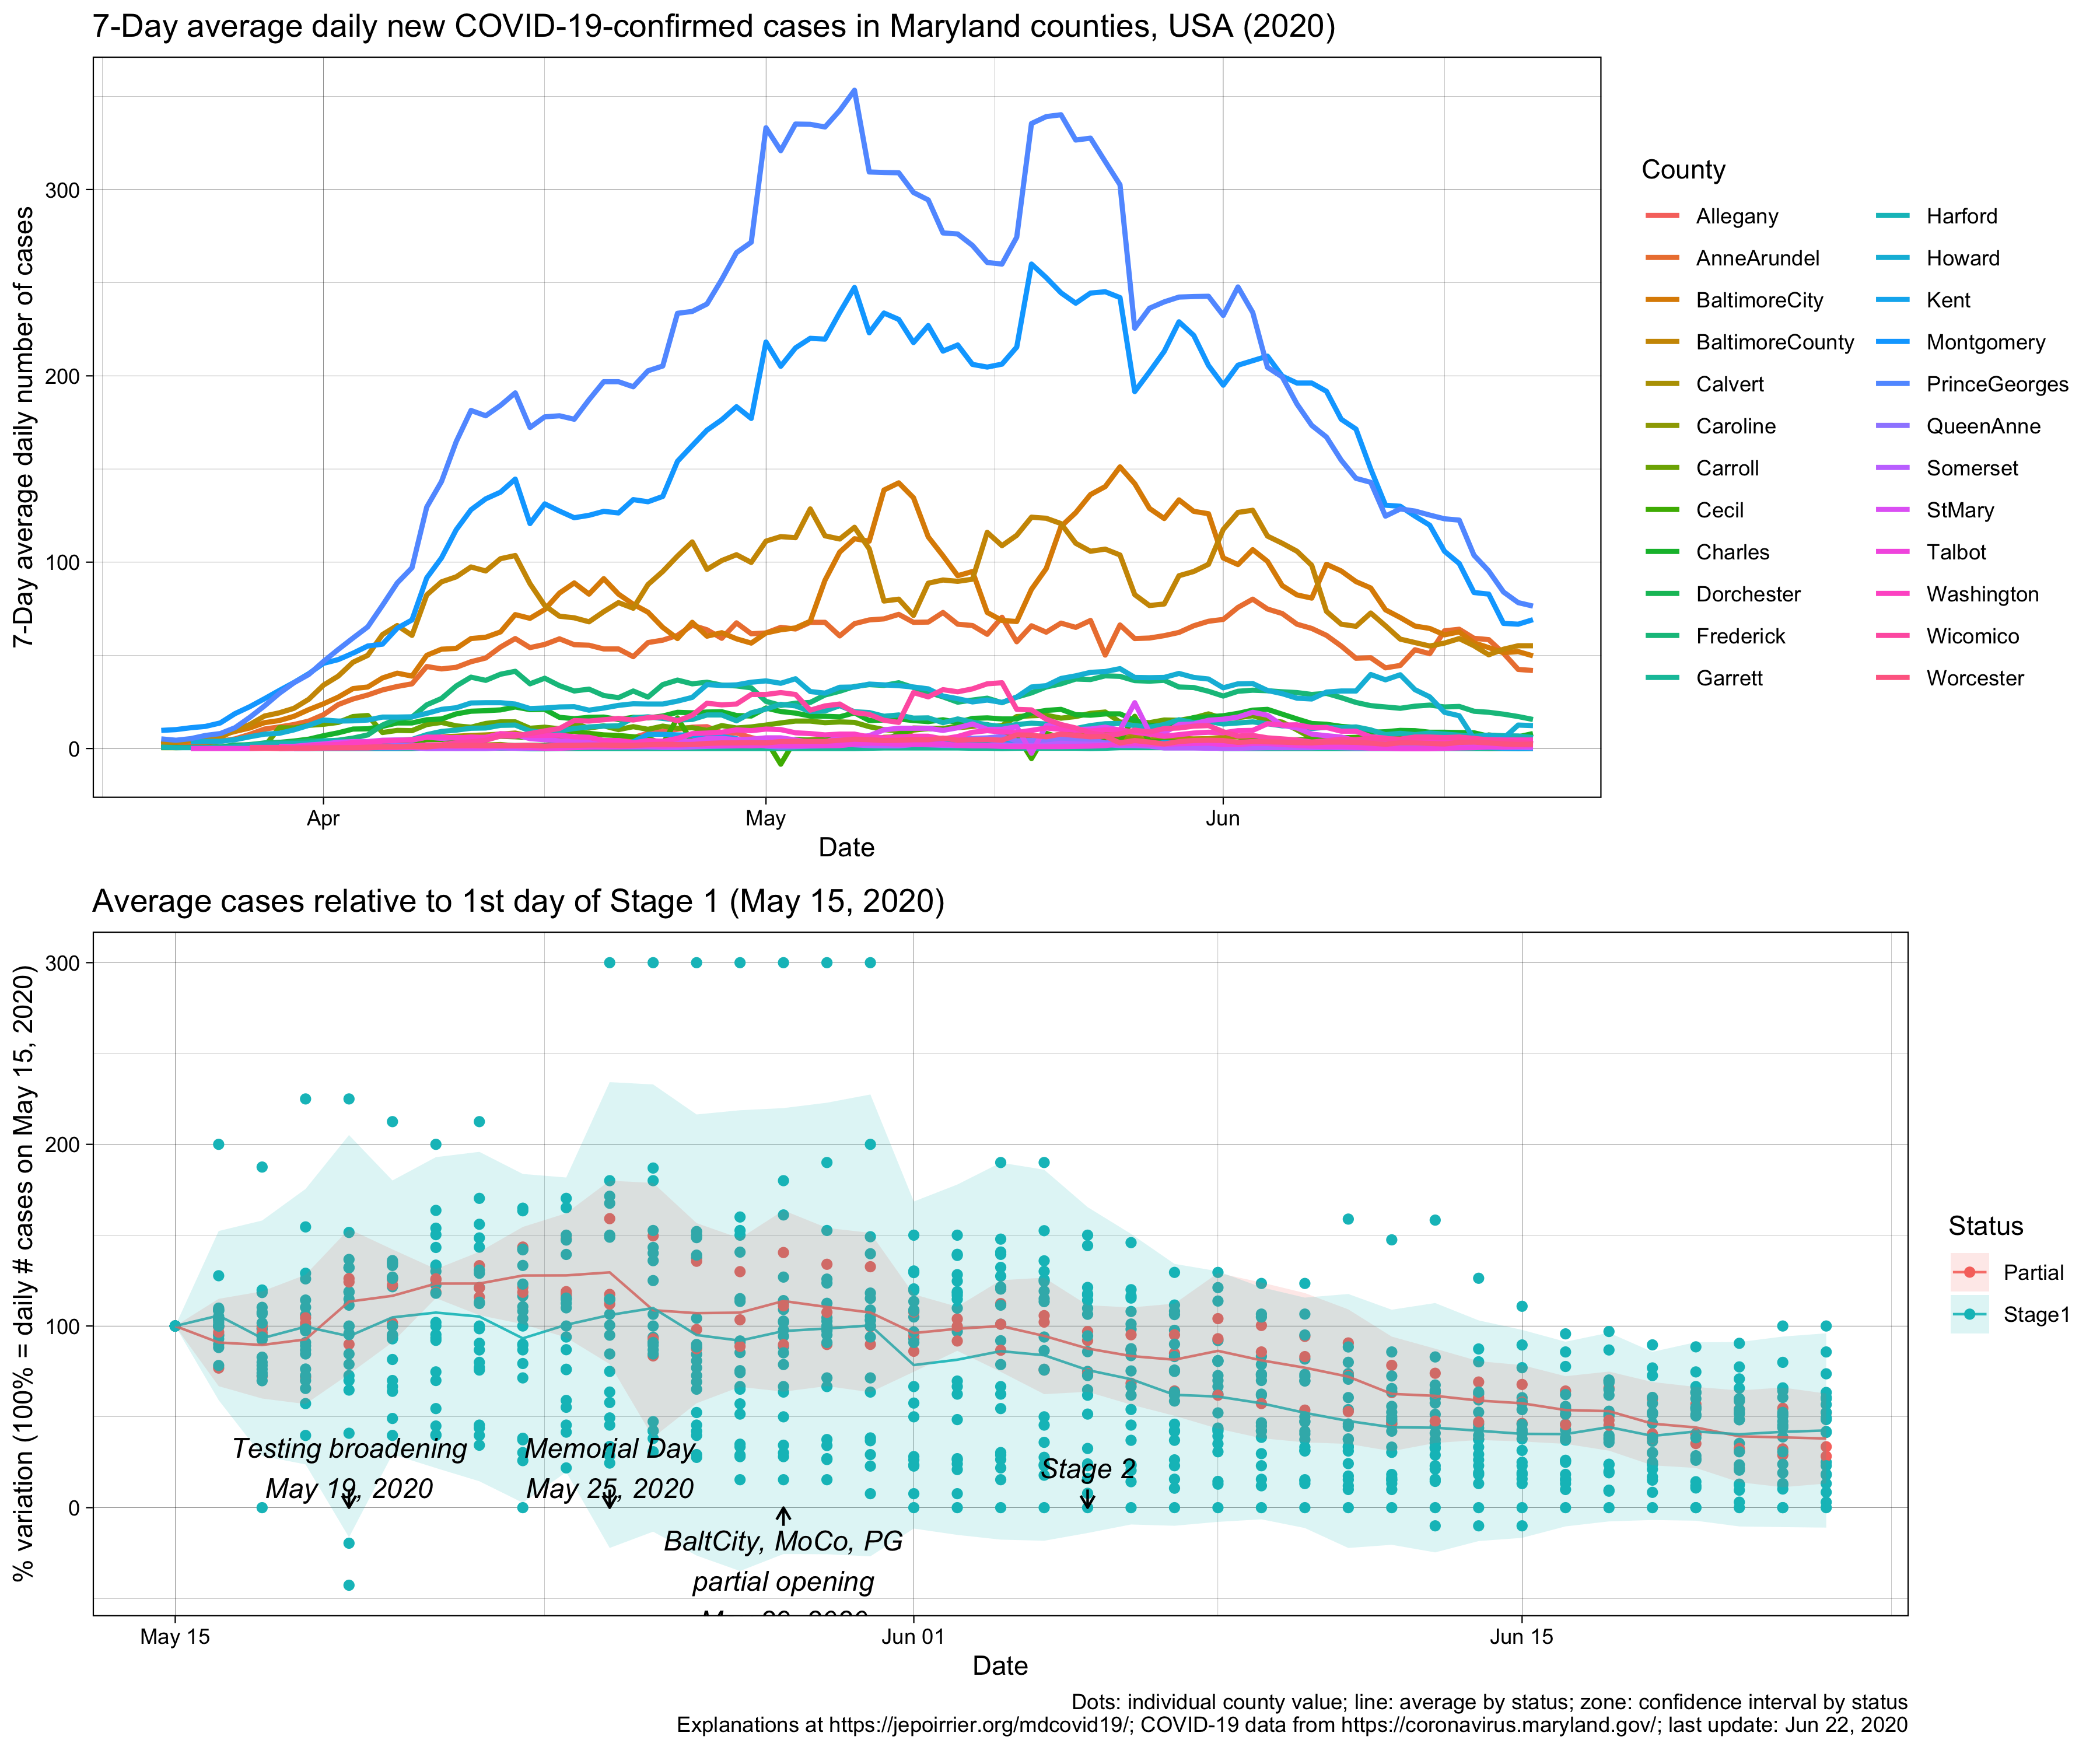 7-Day average daily new COVID-19-confirmed cases in Maryland counties, USA (2020)
7-Day average daily number of cases
300
200
100
0
Apr
May
Jun
Date
County
Allegany
AnneArundel
BaltimoreCity
BaltimoreCounty
Calvert
Caroline
Carroll
Cecil
Charles
Dorchester
Frederick
Garrett
Harford
Howard
Kent
Montgomery
PrinceGeorges
QueenAnne
Somerset
StMary
Talbot
Washington
Wicomico
Worcester
Average cases relative to 1st day of Stage 1 (May 15, 2020)
% variation (100% = daily # cases on May 15, 2020)
300
200
100
0
Testing broadening
May 19, 2020
Memorial Day
May 25, 2020
BaltCity, MoCo, PG
partial opening
Stage 2
May 15
Jun 01
Jun 15
Date
Status
Partial
Stage1
Dots: individual county value; line: average by status; zone: confidence interval by status
Explanations at https://jepoirrier.org/mdcovid19/; COVID-19 data from https://coronavirus.maryland.gov/; last update: Jun 22, 2020